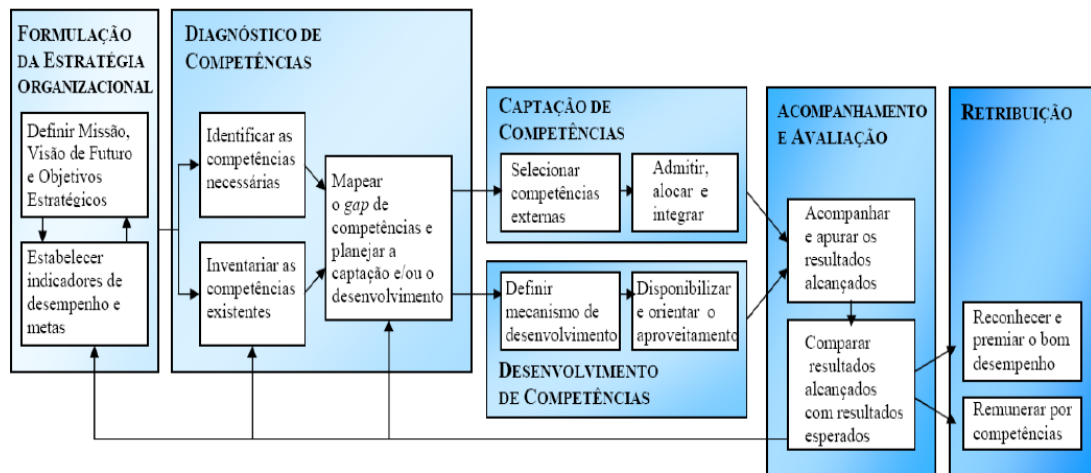 FORMULAÇÃO
DA ESTRATÉGIA
ORGANIZACIONAL
Definir Missão,
Visão de Futuro
e Objetivos
Estratégicos
Estabelecer
indicadores de
desempenho e
metas
DIAGNÓSTICO DE
COMPETÊNCIAS
Identificar as
competências
necessárias
Inventariar as
competências
existentes
Mapear
o gap de
competências e
planejar a
captação e/ou o
desenvolvimento
CAPTAÇÃO DE
COMPETÊNCIAS
Selecionar
competências
externas
Admitir,
alocar e
integrar
Definir
mecanismo de
desenvolvimento
Disponibilizar
e orientar o
aproveitamento
DESENVOLVIMENTO
DE COMPETÊNCIAS
ACOMPANHAMENTO
E AVALIAÇÃO
Acompanhar
e apurar os
resultados
alcançados
Comparar
resultados
alcançados
com resultados
esperados
RETRIBUIÇÃO
Reconhecer e
premiar o bom
desempenho
Remunerar por
competências